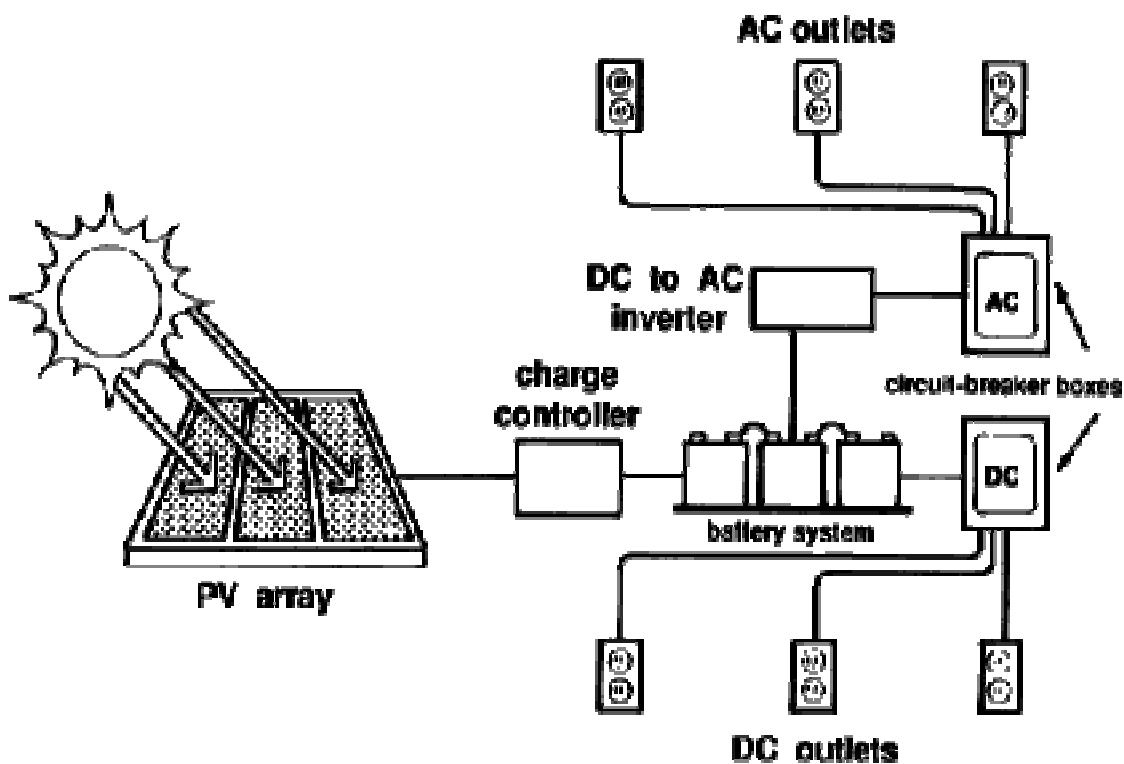 AC outlets
DC to AC
inverter
AC
circuit-breaker boxes
charge
controller
DC
battery system
PV array
DC outlets